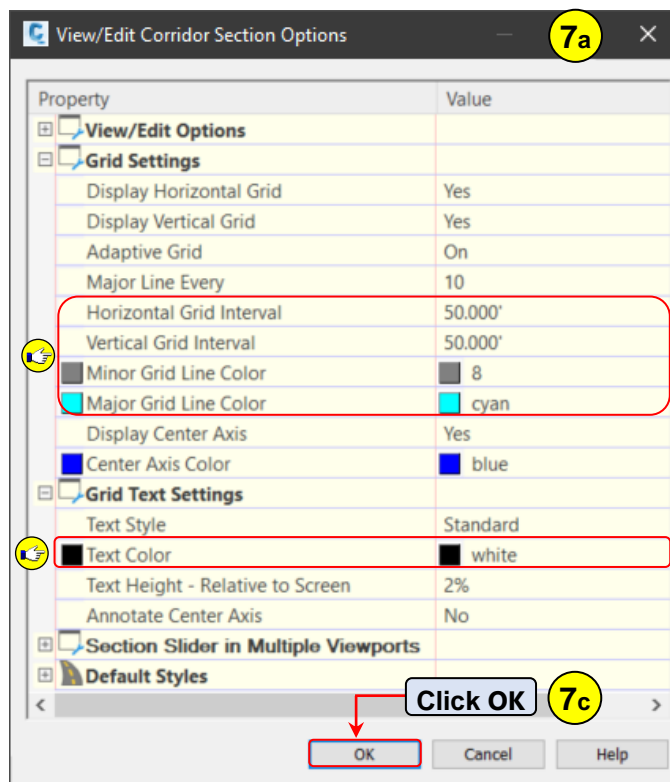 View/Edit Corridor Section Options 7a
Property Value
View/Edit Options
Grid Settings
Display Horizontal Grid Yes
Display Vertical Grid Yes
Adaptive Grid On
Major Line Every 10
Horizontal Grid Interval 50.000'
Vertical Grid Interval 50.000'
Minor Grid Line Color 8
Major Grid Line Color cyan
Display Center Axis Yes
Center Axis Color blue
Grid Text Settings
Text Style Standard
Text Color white
Text Height - Relative to Screen 2%
Annotate Center Axis No
Section Slider in Multiple Viewports
Default Styles
Click OK 7c
OK Cancel Help